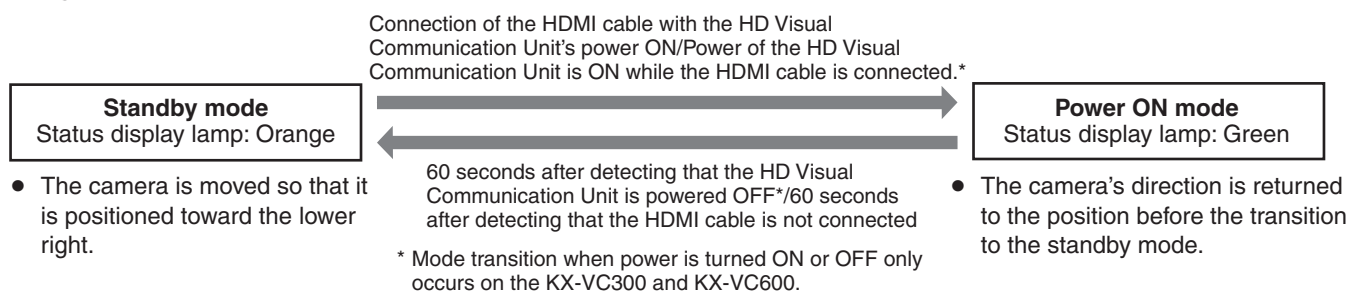 Connection of the HDMI cable with the HD Visual
Communication Unit's power ON/Power of the HD Visual
Communication Unit is ON while the HDMI cable is connected.*
Standby mode
Status display lamp: Orange
Power ON mode
Status display lamp: Green
● The camera is moved so that it
is positioned toward the lower
right.
60 seconds after detecting that the HD Visual
Communication Unit is powered OFF*/60 seconds
after detecting that the HDMI cable is not connected
* Mode transition when power is turned ON or OFF only
occurs on the KX-VC300 and KX-VC600.
● The camera's direction is returned
to the position before the transition
to the standby mode.